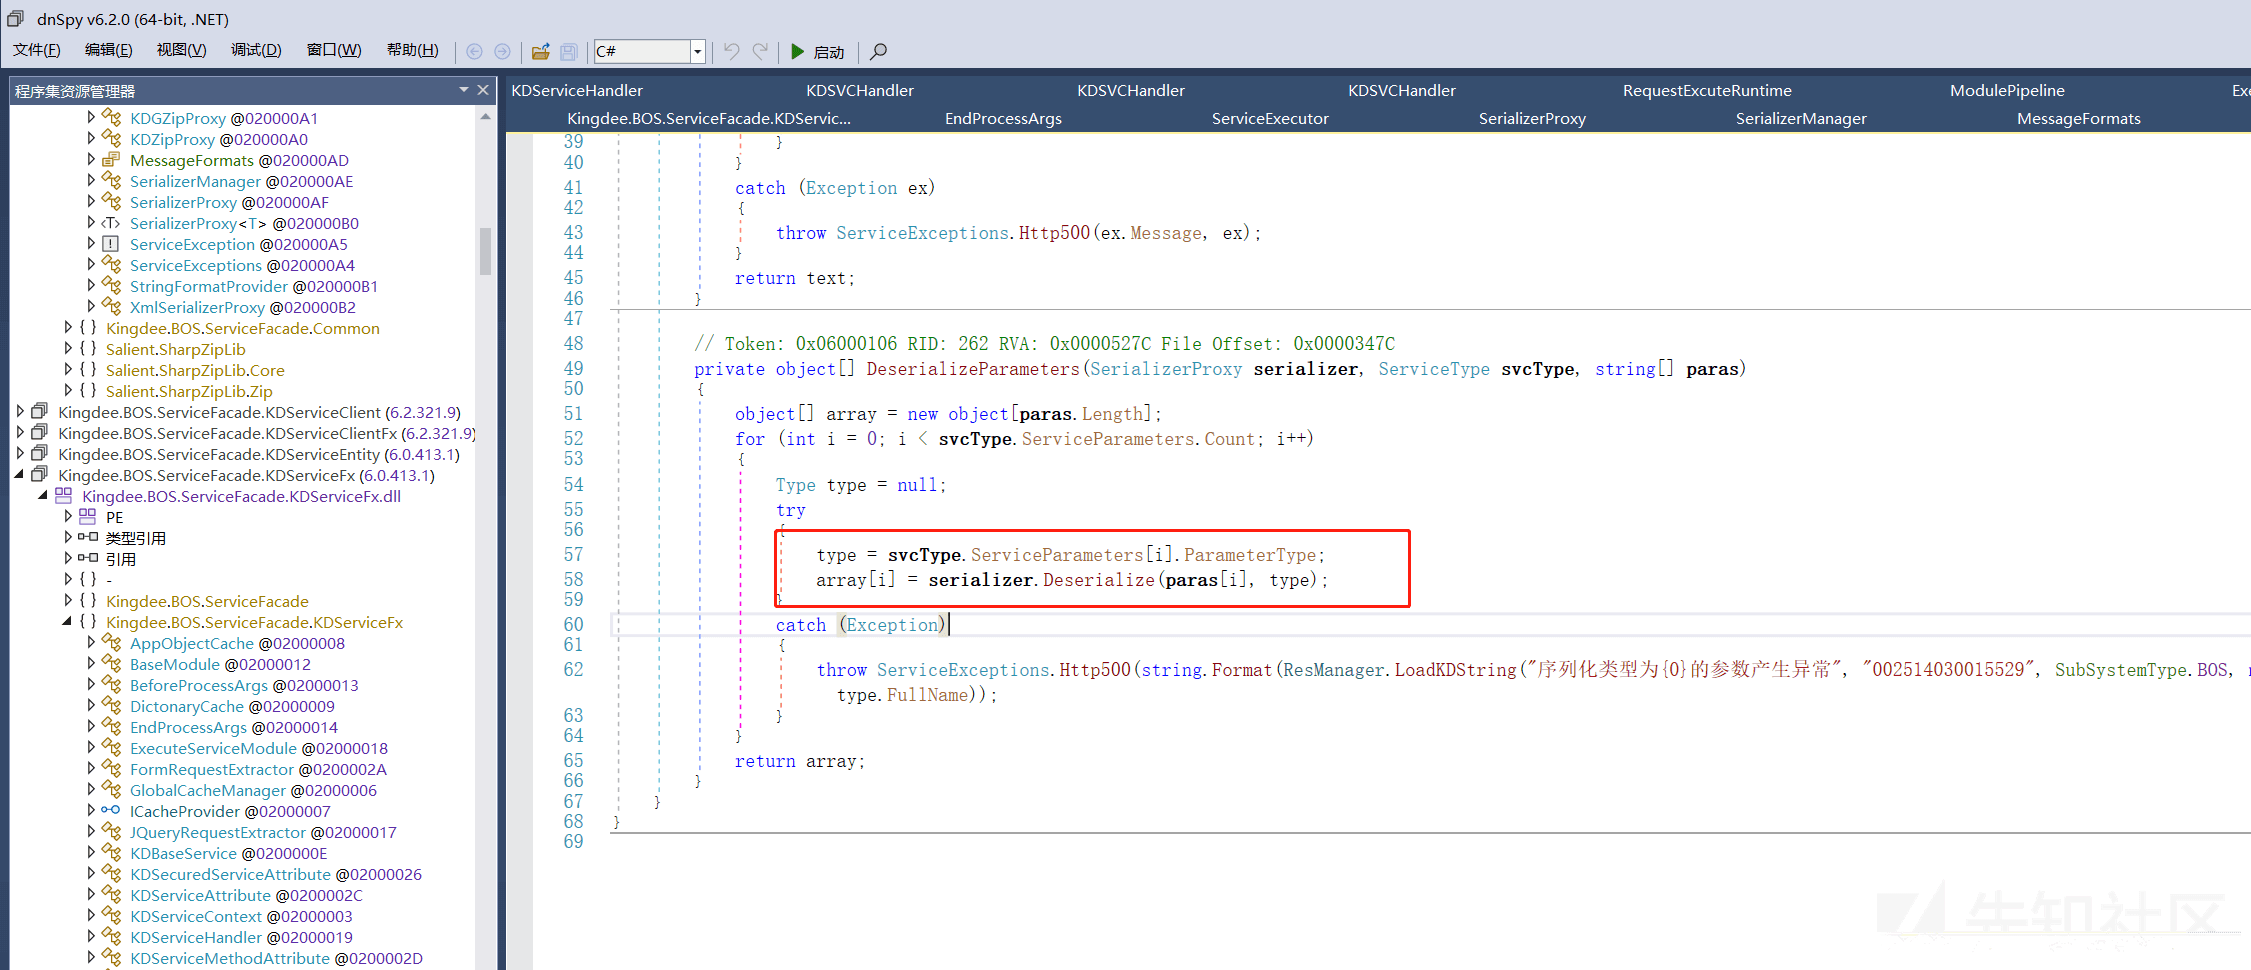 dnSpy v6.2.0 (64-bit, .NET)
文件(F) 编辑(E) 视图(V) 调试(D) 窗口(W) 帮助(H) C# 启动
程序集资源管理器
KDGZipProxy @020000A1
KDZipProxy @020000A0
MessageFormats @020000AD
SerializerManager @020000AE
SerializerProxy @020000AF
SerializerProxy<T> @020000B0
ServiceException @020000A5
ServiceExceptions @020000A4
StringFormatProvider @020000B1
XmlSerializerProxy @020000B2
{ } Kingdee.BOS.ServiceFacade.Common
{ } Salient.SharpZipLib
{ } Salient.SharpZipLib.Core
{ } Salient.SharpZipLib.Zip
Kingdee.BOS.ServiceFacade.KDServiceClient (6.2.321.9)
Kingdee.BOS.ServiceFacade.KDServiceClientFx (6.2.321.9)
Kingdee.BOS.ServiceFacade.KDServiceEntity (6.0.413.1)
Kingdee.BOS.ServiceFacade.KDServiceFx (6.0.413.1)
Kingdee.BOS.ServiceFacade.KDServiceFx.dll
PE
类型引用
引用
{ } -
{ } Kingdee.BOS.ServiceFacade
{ } Kingdee.BOS.ServiceFacade.KDServiceFx
AppObjectCache @02000008
BaseModule @02000012
BeforeProcessArgs @02000013
DictonaryCache @02000009
EndProcessArgs @02000014
ExecuteServiceModule @02000018
FormRequestExtractor @0200002A
GlobalCacheManager @02000006
ICacheProvider @02000007
JQueryRequestExtractor @02000017
KDBaseService @0200000E
KDSecuredServiceAttribute @02000026
KDServiceAttribute @0200002C
KDServiceContext @02000003
KDServiceHandler @02000019
KDServiceMethodAttribute @0200002D
KDServiceHandler KDSVCHandler KDSVCHandler KDSVCHandler RequestExcuteRuntime ModulePipeline Exe
Kingdee.BOS.ServiceFacade.KDServic... EndProcessArgs ServiceExecutor SerializerProxy SerializerManager MessageFormats
39 }
40 }
41 catch (Exception ex)
42 {
43 throw ServiceExceptions.Http500(ex.Message, ex);
44 }
45 return text;
46 }
47
48 // Token: 0x06000106 RID: 262 RVA: 0x0000527C File Offset: 0x0000347C
49 private object[] DeserializeParameters(SerializerProxy serializer, ServiceType svcType, string[] paras)
50 {
51 object[] array = new object[paras.Length];
52 for (int i = 0; i < svcType.ServiceParameters.Count; i++)
53 {
54 Type type = null;
55 try
56 {
57 type = svcType.ServiceParameters[i].ParameterType;
58 array[i] = serializer.Deserialize(paras[i], type);
59 }
60 catch (Exception)
61 {
62 throw ServiceExceptions.Http500(string.Format(ResManager.LoadKDString("序列化类型为{0}的参数产生异常", "002514030015529", SubSystemType.BOS, n
type.FullName));
63 }
64 }
65 return array;
66 }
67 }
68 }
69
先知社区